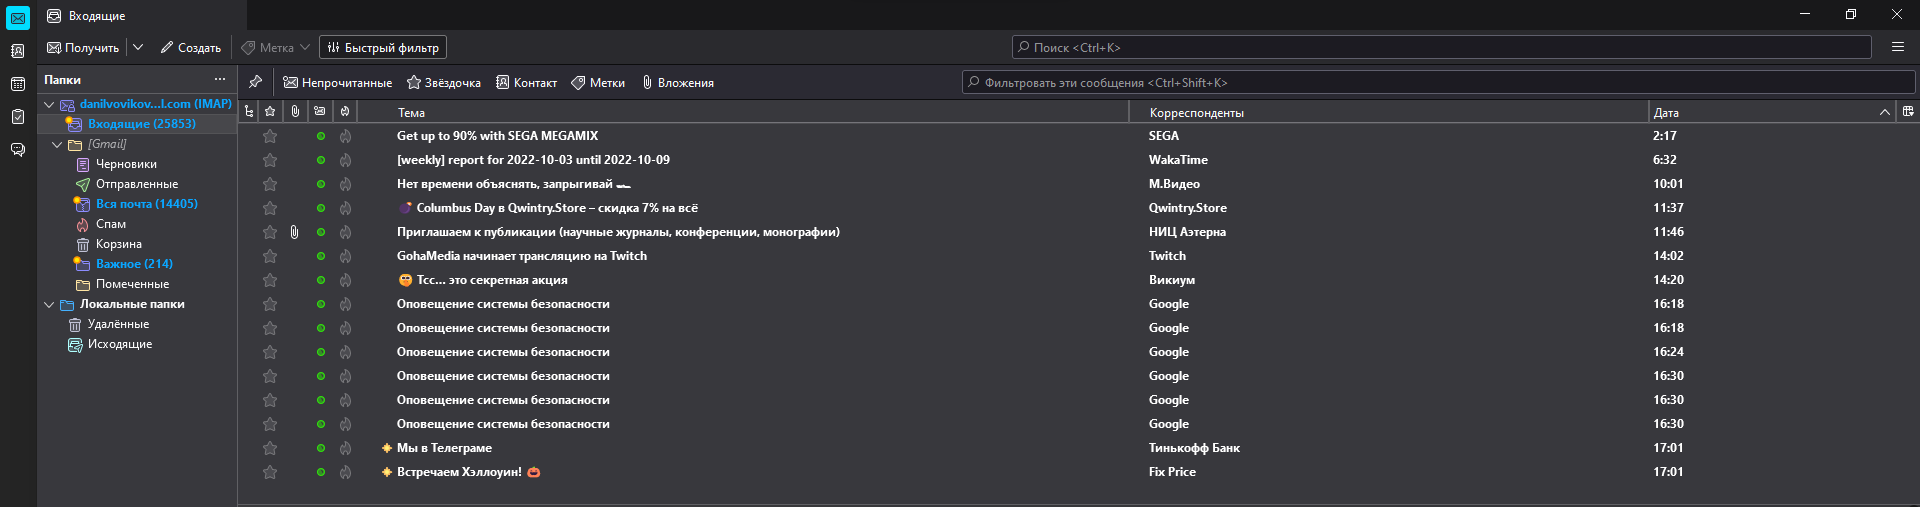 Входящие
Получить Создать Метка Быстрый фильтр Поиск <Ctrl+K>
Папки ... Непрочитанные Звёздочка Контакт Метки Вложения Фильтровать эти сообщения <Ctrl+Shift+K>
danilvovikov...l.com (IMAP)
Входящие (25853)
[Gmail]
Черновики
Отправленные
Вся почта (14405)
Спам
Корзина
Важное (214)
Помеченные
Локальные папки
Удалённые
Исходящие
Тема Корреспонденты Дата
Get up to 90% with SEGA MEGAMIX SEGA 2:17
[weekly] report for 2022-10-03 until 2022-10-09 WakaTime 6:32
Нет времени объяснять, запрыгивай М.Видео 10:01
Columbus Day в Qwintry.Store – скидка 7% на всё Qwintry.Store 11:37
Приглашаем к публикации (научные журналы, конференции, монографии) НИЦ Аэтерна 11:46
GohaMedia начинает трансляцию на Twitch Twitch 14:02
Тсс... это секретная акция Викиум 14:20
Оповещение системы безопасности Google 16:18
Оповещение системы безопасности Google 16:18
Оповещение системы безопасности Google 16:24
Оповещение системы безопасности Google 16:30
Оповещение системы безопасности Google 16:30
Оповещение системы безопасности Google 16:30
Мы в Телеграме Тинькофф Банк 17:01
Встречаем Хэллоуин! 🎃 Fix Price 17:01